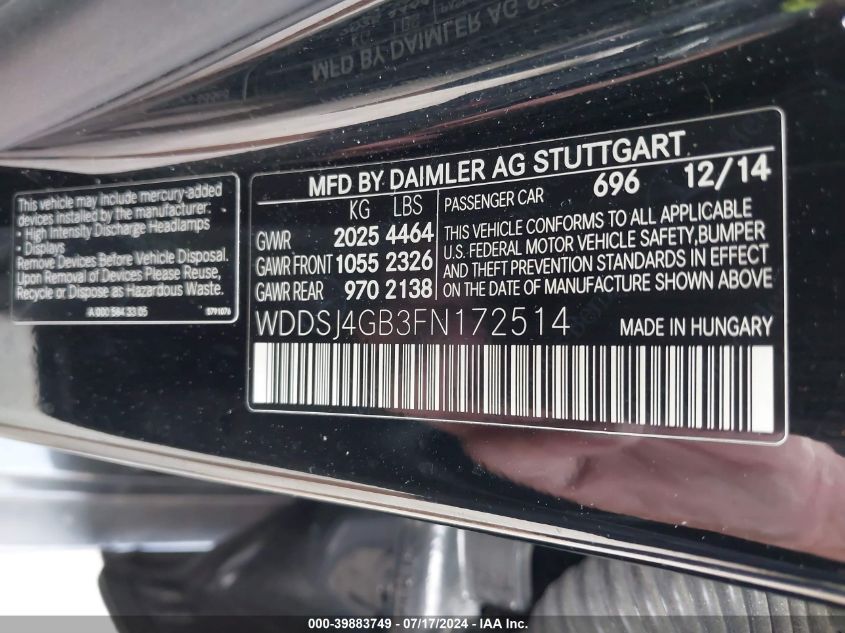 MFD BY DAIMLER AG
This vehicle may include mercury-added
devices installed by the manufacturer:
- High Intensity Discharge Headlamps
- Displays
Remove Devices Before Vehicle Disposal.
Upon Removal of Devices Please Reuse,
Recycle or Dispose as Hazardous Waste.
A 000 584 33 05 5791076
MFD BY DAIMLER AG STUTTGART
KG LBS
GWR 2025 4464
GAWR FRONT 1055 2326
GAWR REAR 970 2138
PASSENGER CAR 696 12/14
THIS VEHICLE CONFORMS TO ALL APPLICABLE
U.S. FEDERAL MOTOR VEHICLE SAFETY,BUMPER
AND THEFT PREVENTION STANDARDS IN EFFECT
ON THE DATE OF MANUFACTURE SHOWN ABOVE
WDDSJ4GB3FN172514 MADE IN HUNGARY
000-39883749 - 07/17/2024 - IAA Inc.